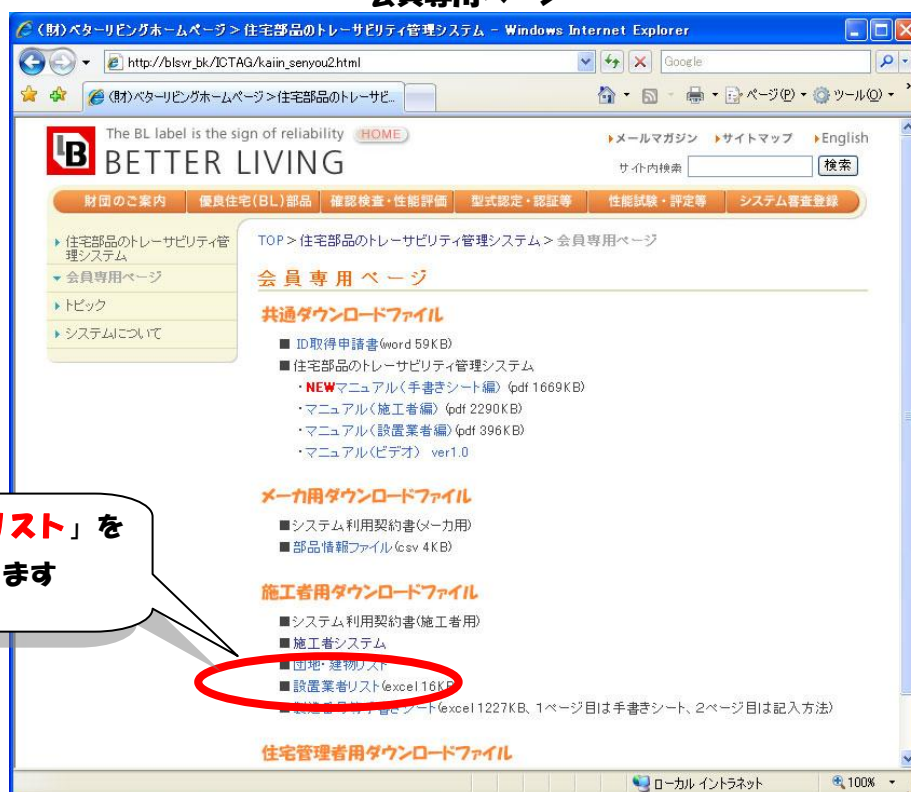 会員専用ページ
(財)ベターリビングホームページ > 住宅部品のトレーサビリティ管理システム - Windows Internet Explorer
http://blsvr_bk/ICTAG/kaiin_senyou2.html
Google
(財)ベターリビングホームページ>住宅部品のトレーサビ...
ページ(P)
ツール(O)
The BL label is the sign of reliability HOME
BETTER LIVING
メールマガジン サイトマップ English
サイト内検索 検索
財団のご案内 優良住宅(BL)部品 確認検査・性能評価 型式認定・認証等 性能試験・評定等 システム審査登録
住宅部品のトレーサビリティ管理システム
会員専用ページ
トピック
システムについて
TOP > 住宅部品のトレーサビリティ管理システム > 会員専用ページ
会員専用ページ
共通ダウンロードファイル
■ ID取得申請書(word 59KB)
■住宅部品のトレーサビリティ管理システム
・NEWマニュアル(手書きシート編) (pdf 1669KB)
・マニュアル(施工者編) (pdf 2290KB)
・マニュアル(設置業者編)(pdf 396KB)
・マニュアル(ビデオ) ver1.0
メーカ用ダウンロードファイル
■システム利用契約書(メーカ用)
■部品情報ファイル(csv 4KB)
リスト」を
ます
施工者用ダウンロードファイル
■システム利用契約書(施工者用)
■施工者システム
■団地・建物リスト
■設置業者リスト(excel 16KB
■製造番号等手書きシート(excel 1227KB、1ページ目は手書きシート、2ページ目は記入方法)
住宅管理者用ダウンロードファイル
ローカル イントラネット
100%